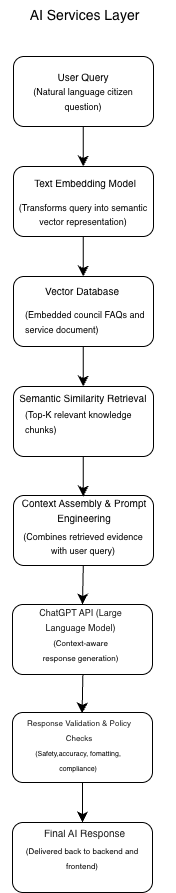 AI Services Layer
User Query
(Natural language citizen
question)
Text Embedding Model
(Transforms query into semantic
vector representation)
Vector Database
(Embedded council FAQs and
service document)
Semantic Similarity Retrieval
(Top-K relevant knowledge
chunks)
Context Assembly & Prompt
Engineering
(Combines retrieved evidence
with user query)
ChatGPT API (Large
Language Model)
(Context-aware
response generation)
Response Validation & Policy
Checks
(Safety,accuracy, fomatting,
compliance)
Final AI Response
(Delivered back to backend and
frontend)